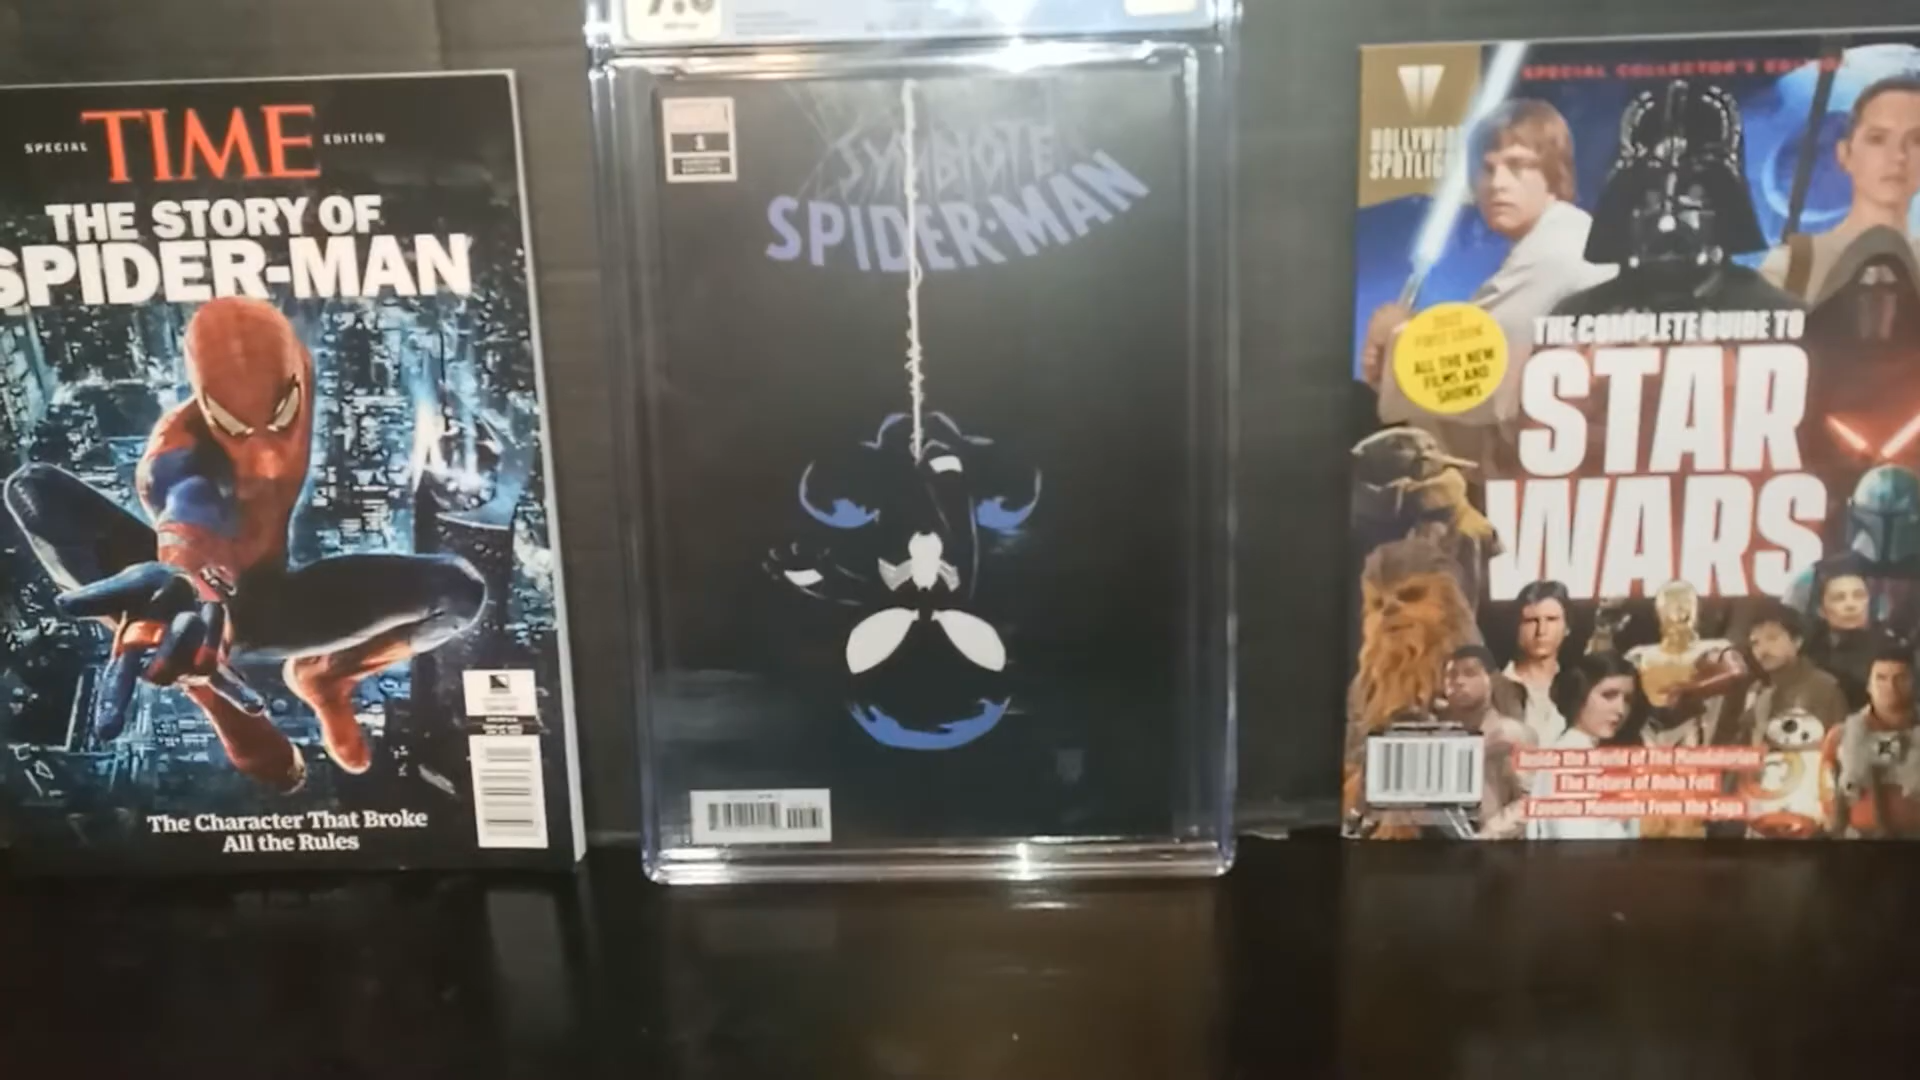 SPECIAL TIME EDITION
THE STORY OF
SPIDER-MAN
The Character That Broke
All the Rules
1
SYMBIOTE
SPIDER-MAN
SPECIAL COLLECTOR'S EDITION
HOLLYWOOD
SPOTLIG
ALL THE NEW
FILMS AND
SHOWS
THE COMPLETE GUIDE TO
STAR
WARS
Inside the World of The Mandalorian
The Return of Boba Fett
Favorite Moments From the Saga